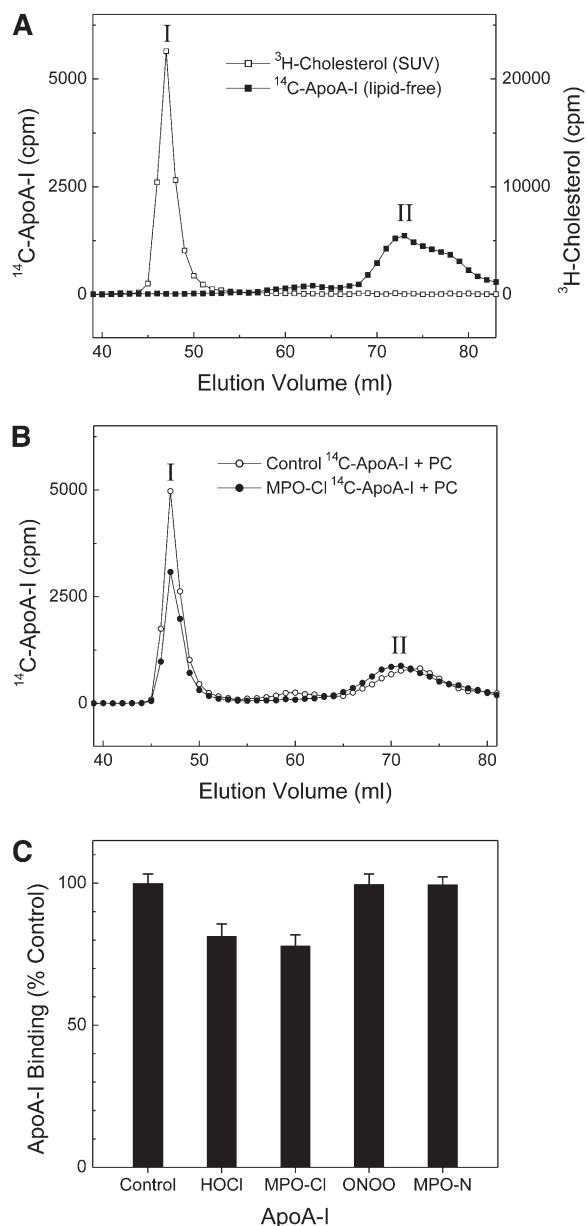 A
I
³H-Cholesterol (SUV)
¹⁴C-ApoA-I (lipid-free)
II
5000
2500
0
20000
10000
0
¹⁴C-ApoA-I (cpm)
³H-Cholesterol (cpm)
40 50 60 70 80
Elution Volume (ml)
B
I
Control ¹⁴C-ApoA-I + PC
MPO-Cl ¹⁴C-ApoA-I + PC
II
5000
2500
0
¹⁴C-ApoA-I (cpm)
40 50 60 70 80
Elution Volume (ml)
C
100
50
0
ApoA-I Binding (% Control)
Control HOCl MPO-Cl ONOO MPO-N
ApoA-I